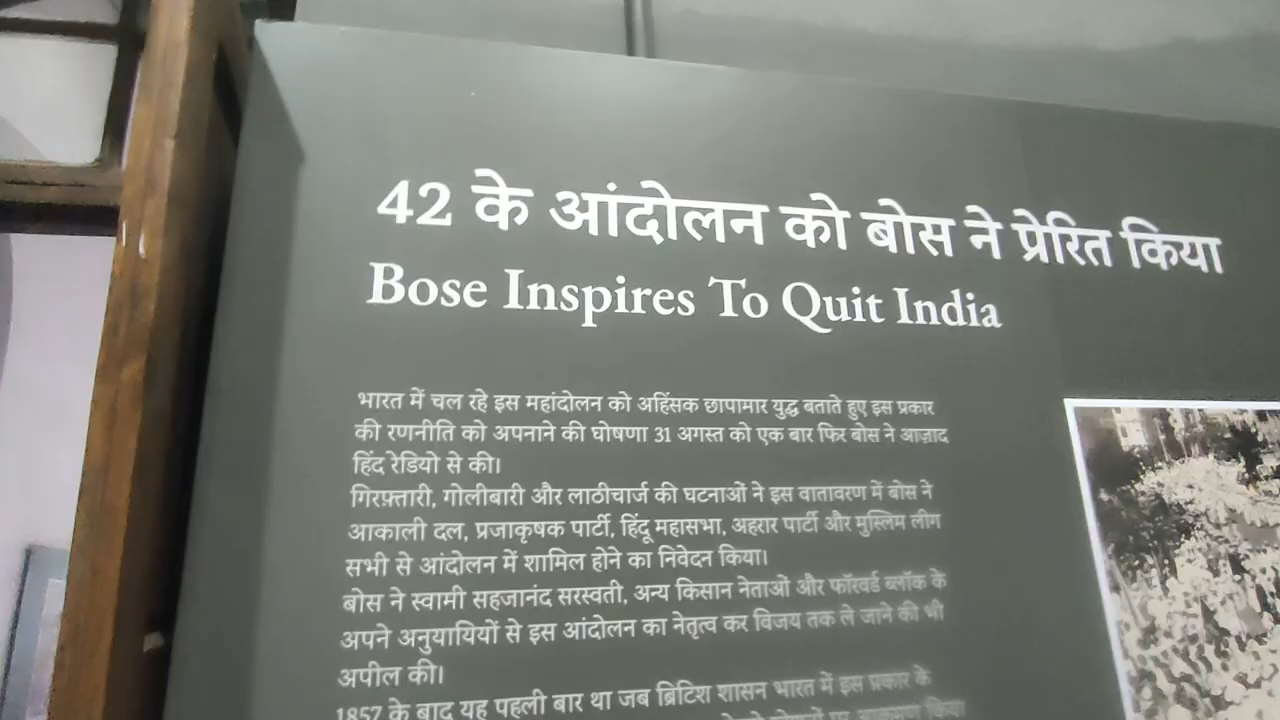 42 के आंदोलन को बोस ने प्रेरित किया
Bose Inspires To Quit India
भारत में चल रहे इस महांदोलन को अहिंसक छापामार युद्ध बताते हुए इस प्रकार
की रणनीति को अपनाने की घोषणा 31 अगस्त को एक बार फिर बोस ने आज़ाद
हिंद रेडियो से की।
गिरफ़्तारी, गोलीबारी और लाठीचार्ज की घटनाओं ने इस वातावरण में बोस ने
आकाली दल, प्रजाकृषक पार्टी, हिंदू महासभा, अहरार पार्टी और मुस्लिम लीग
सभी से आंदोलन में शामिल होने का निवेदन किया।
बोस ने स्वामी सहजानंद सरस्वती, अन्य किसान नेताओं और फॉरवर्ड ब्लॉक के
अपने अनुयायियों से इस आंदोलन का नेतृत्व कर विजय तक ले जाने की भी
अपील की।
1857 के बाद यह पहली बार था जब ब्रिटिश शासन भारत में इस प्रकार के